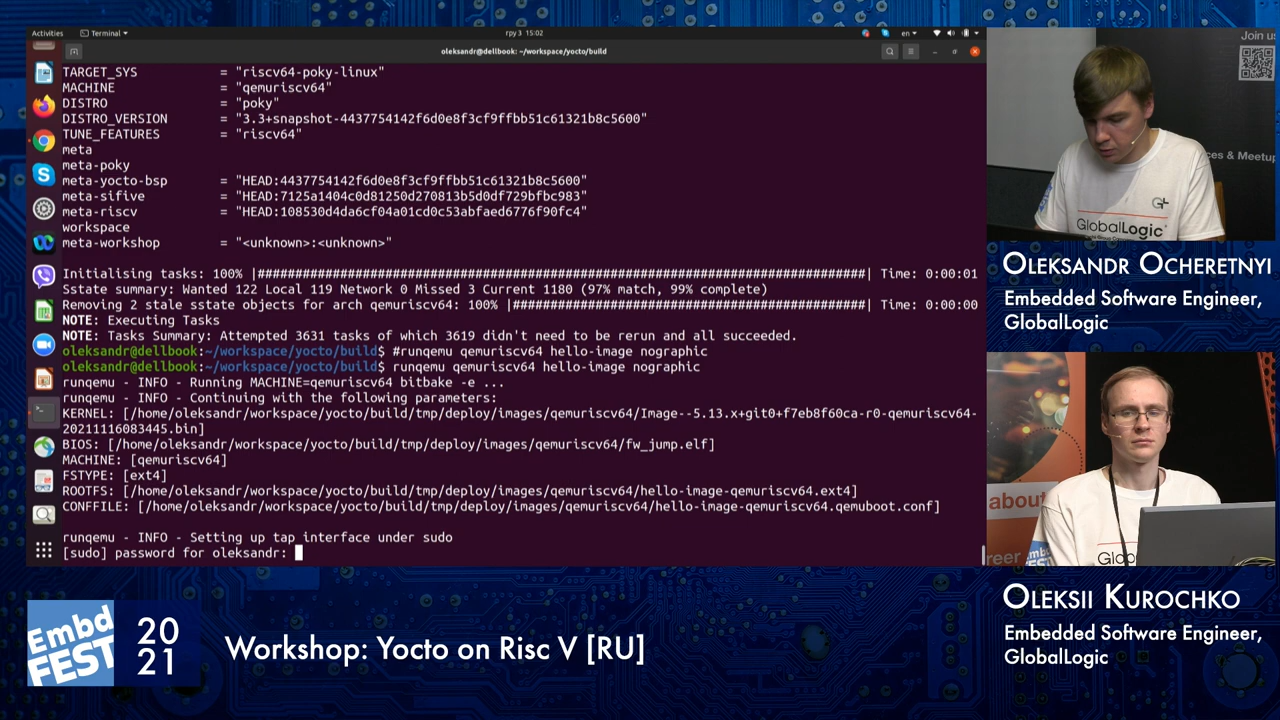 Activities
Terminal
гру 3 15:02
en
oleksandr@dellbook: ~/workspace/yocto/build
TARGET_SYS = "riscv64-poky-linux"
MACHINE = "qemuriscv64"
DISTRO = "poky"
DISTRO_VERSION = "3.3+snapshot-4437754142f6d0e8f3cf9ffbb51c61321b8c5600"
TUNE_FEATURES = "riscv64"
meta
meta-poky
meta-yocto-bsp = "HEAD:4437754142f6d0e8f3cf9ffbb51c61321b8c5600"
meta-sifive = "HEAD:7125a1404c0d81250d270813b5d0df729bfbc983"
meta-riscv = "HEAD:108530d4da6cf04a01cd0c53abfaed6776f90fc4"
workspace
meta-workshop = "<unknown>:<unknown>"
Initialising tasks: 100% |##############################################################################| Time: 0:00:01
Sstate summary: Wanted 122 Local 119 Network 0 Missed 3 Current 1180 (97% match, 99% complete)
Removing 2 stale sstate objects for arch qemuriscv64: 100% |##############################################| Time: 0:00:00
NOTE: Executing Tasks
NOTE: Tasks Summary: Attempted 3631 tasks of which 3619 didn't need to be rerun and all succeeded.
oleksandr@dellbook:~/workspace/yocto/build$ #runqemu qemuriscv64 hello-image nographic
oleksandr@dellbook:~/workspace/yocto/build$ runqemu qemuriscv64 hello-image nographic
runqemu - INFO - Running MACHINE=qemuriscv64 bitbake -e ...
runqemu - INFO - Continuing with the following parameters:
KERNEL: [/home/oleksandr/workspace/yocto/build/tmp/deploy/images/qemuriscv64/Image--5.13.x+git0+f7eb8f60ca-r0-qemuriscv64-
20211116083445.bin]
BIOS: [/home/oleksandr/workspace/yocto/build/tmp/deploy/images/qemuriscv64/fw_jump.elf]
MACHINE: [qemuriscv64]
FSTYPE: [ext4]
ROOTFS: [/home/oleksandr/workspace/yocto/build/tmp/deploy/images/qemuriscv64/hello-image-qemuriscv64.ext4]
CONFFILE: [/home/oleksandr/workspace/yocto/build/tmp/deploy/images/qemuriscv64/hello-image-qemuriscv64.qemuboot.conf]
runqemu - INFO - Setting up tap interface under sudo
[sudo] password for oleksandr:
Join us
& Meetup
GlobalLogic
OLEKSANDR OCHERETNYI
Embedded Software Engineer,
GlobalLogic
about
OLEKSII KUROCHKO
Embedded Software Engineer,
GlobalLogic
Embd
FEST
20
21
Workshop: Yocto on Risc V [RU]